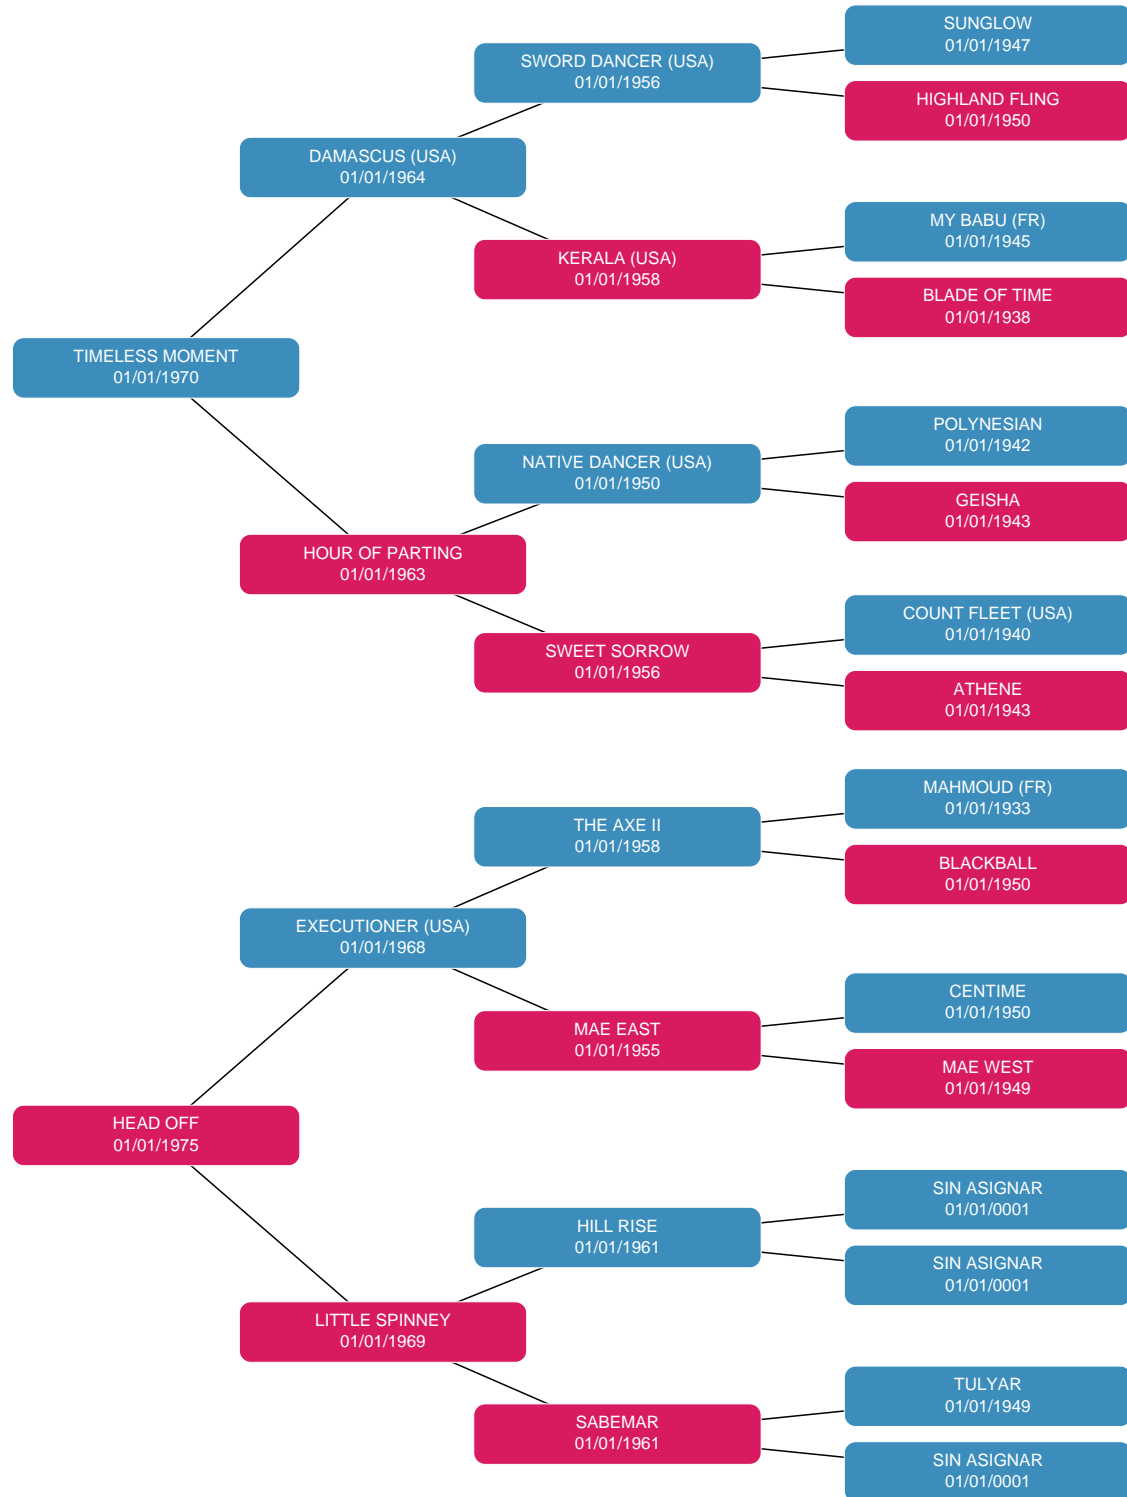 SUNGLOW
01/01/1947
SWORD DANCER (USA)
01/01/1956
HIGHLAND FLING
01/01/1950
DAMASCUS (USA)
01/01/1964
MY BABU (FR)
01/01/1945
KERALA (USA)
01/01/1958
BLADE OF TIME
01/01/1938
TIMELESS MOMENT
01/01/1970
POLYNESIAN
01/01/1942
NATIVE DANCER (USA)
01/01/1950
GEISHA
01/01/1943
HOUR OF PARTING
01/01/1963
COUNT FLEET (USA)
01/01/1940
SWEET SORROW
01/01/1956
ATHENE
01/01/1943
MAHMOUD (FR)
01/01/1933
THE AXE II
01/01/1958
BLACKBALL
01/01/1950
EXECUTIONER (USA)
01/01/1968
CENTIME
01/01/1950
MAE EAST
01/01/1955
MAE WEST
01/01/1949
HEAD OFF
01/01/1975
SIN ASIGNAR
01/01/0001
HILL RISE
01/01/1961
SIN ASIGNAR
01/01/0001
LITTLE SPINNEY
01/01/1969
TULYAR
01/01/1949
SABEMAR
01/01/1961
SIN ASIGNAR
01/01/0001